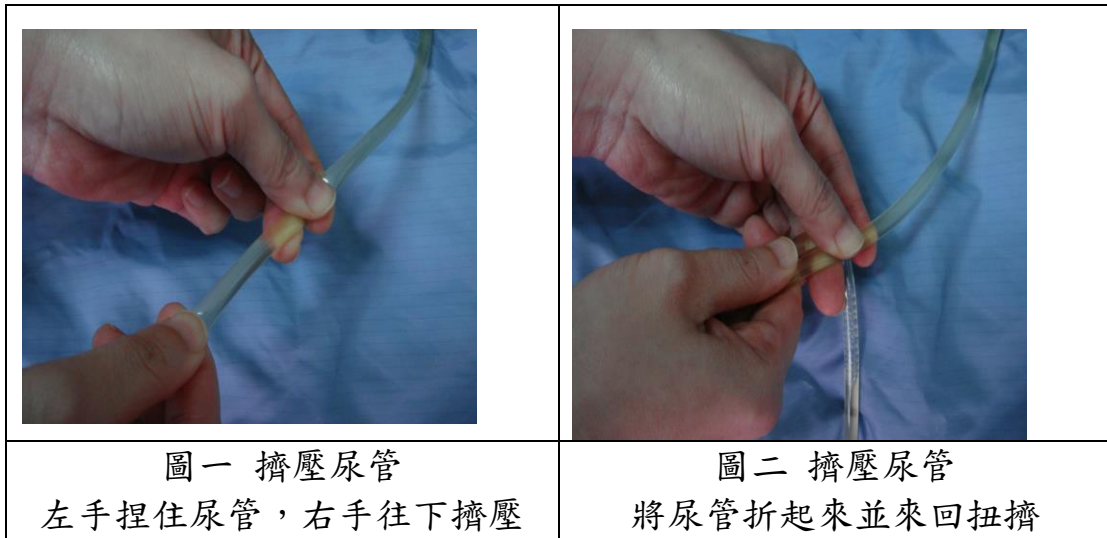 圖一 擠壓尿管
左手捏住尿管，右手往下擠壓
圖二 擠壓尿管
將尿管折起來並來回扭擠